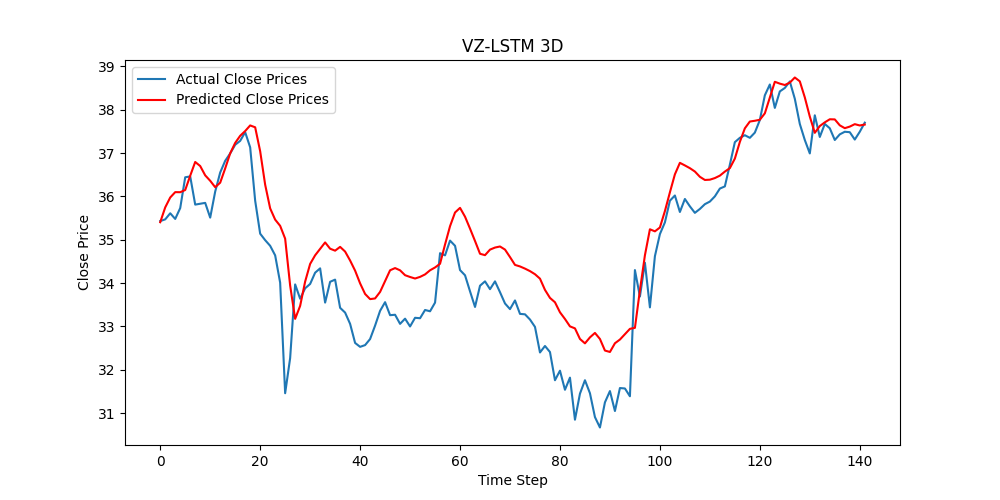 VZ-LSTM 3D
Actual Close Prices
Predicted Close Prices
Close Price
39
38
37
36
35
34
33
32
31
0 20 40 60 80 100 120 140
Time Step